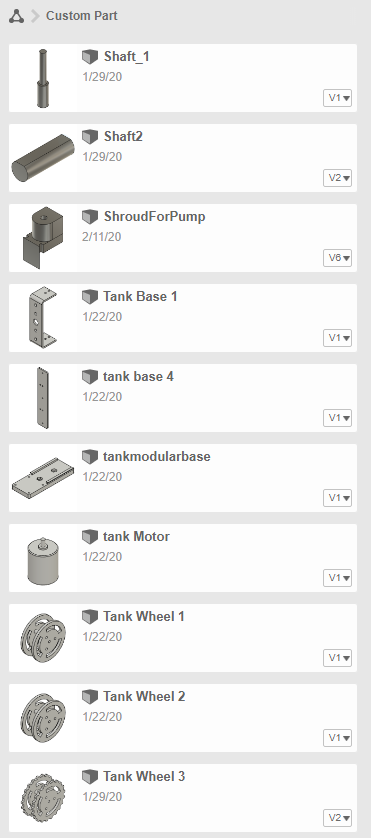 Custom Part
Shaft_1
1/29/20
V1
Shaft2
1/29/20
V2
ShroudForPump
2/11/20
V6
Tank Base 1
1/22/20
V1
tank base 4
1/22/20
V1
tankmodularbase
1/22/20
V1
tank Motor
1/22/20
V1
Tank Wheel 1
1/22/20
V1
Tank Wheel 2
1/22/20
V1
Tank Wheel 3
1/29/20
V2